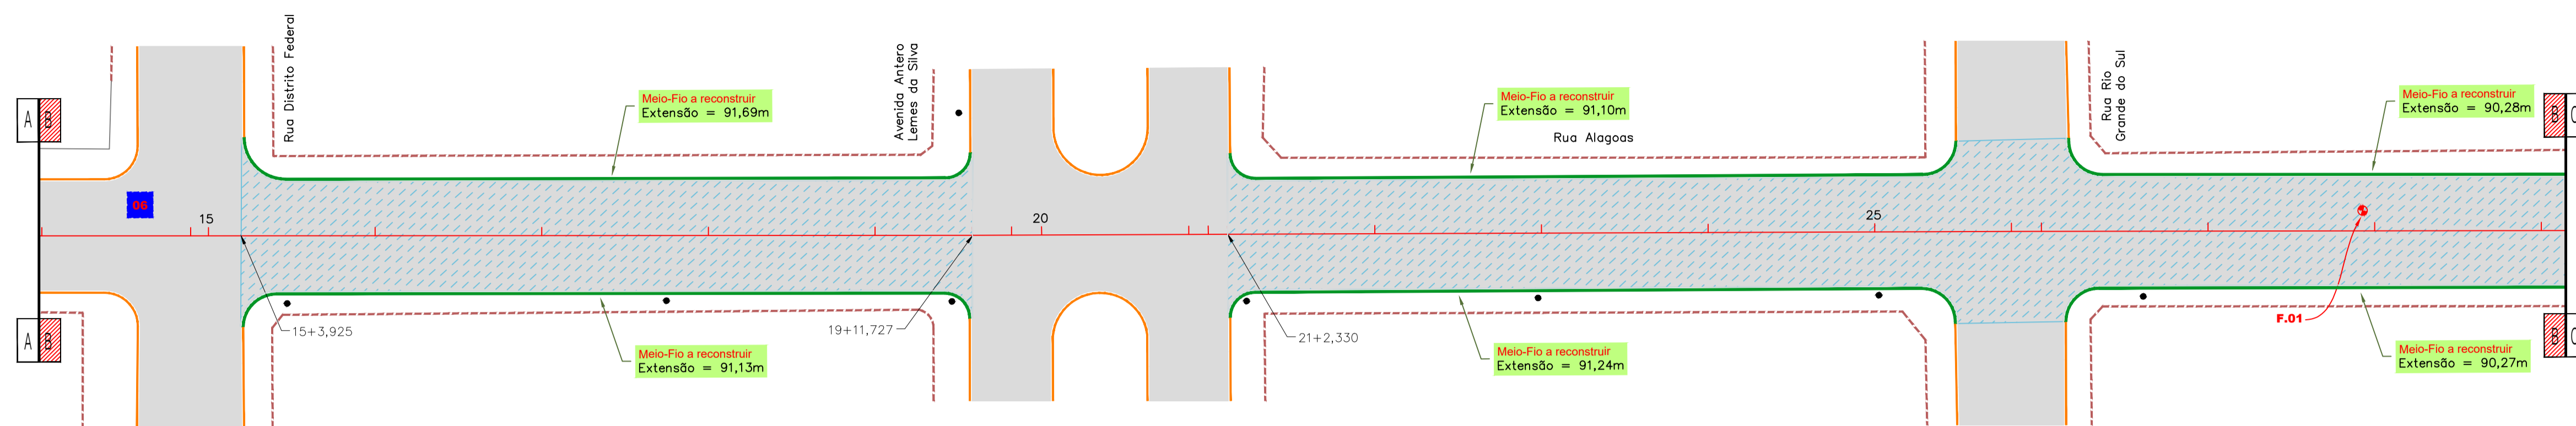 Rua Distrito Federal
Avenida Antero
Lemes da Silva
Rua Rio
Grande do Sul
Meio-Fio a reconstruir
Extensão = 91,69m
Meio-Fio a reconstruir
Extensão = 91,10m
Meio-Fio a reconstruir
Extensão = 90,28m
A B
B
Rua Alagoas
06
15
20
25
F.01
15+3,925
19+11,727
21+2,330
A B
B
Meio-Fio a reconstruir
Extensão = 91,13m
Meio-Fio a reconstruir
Extensão = 91,24m
Meio-Fio a reconstruir
Extensão = 90,27m